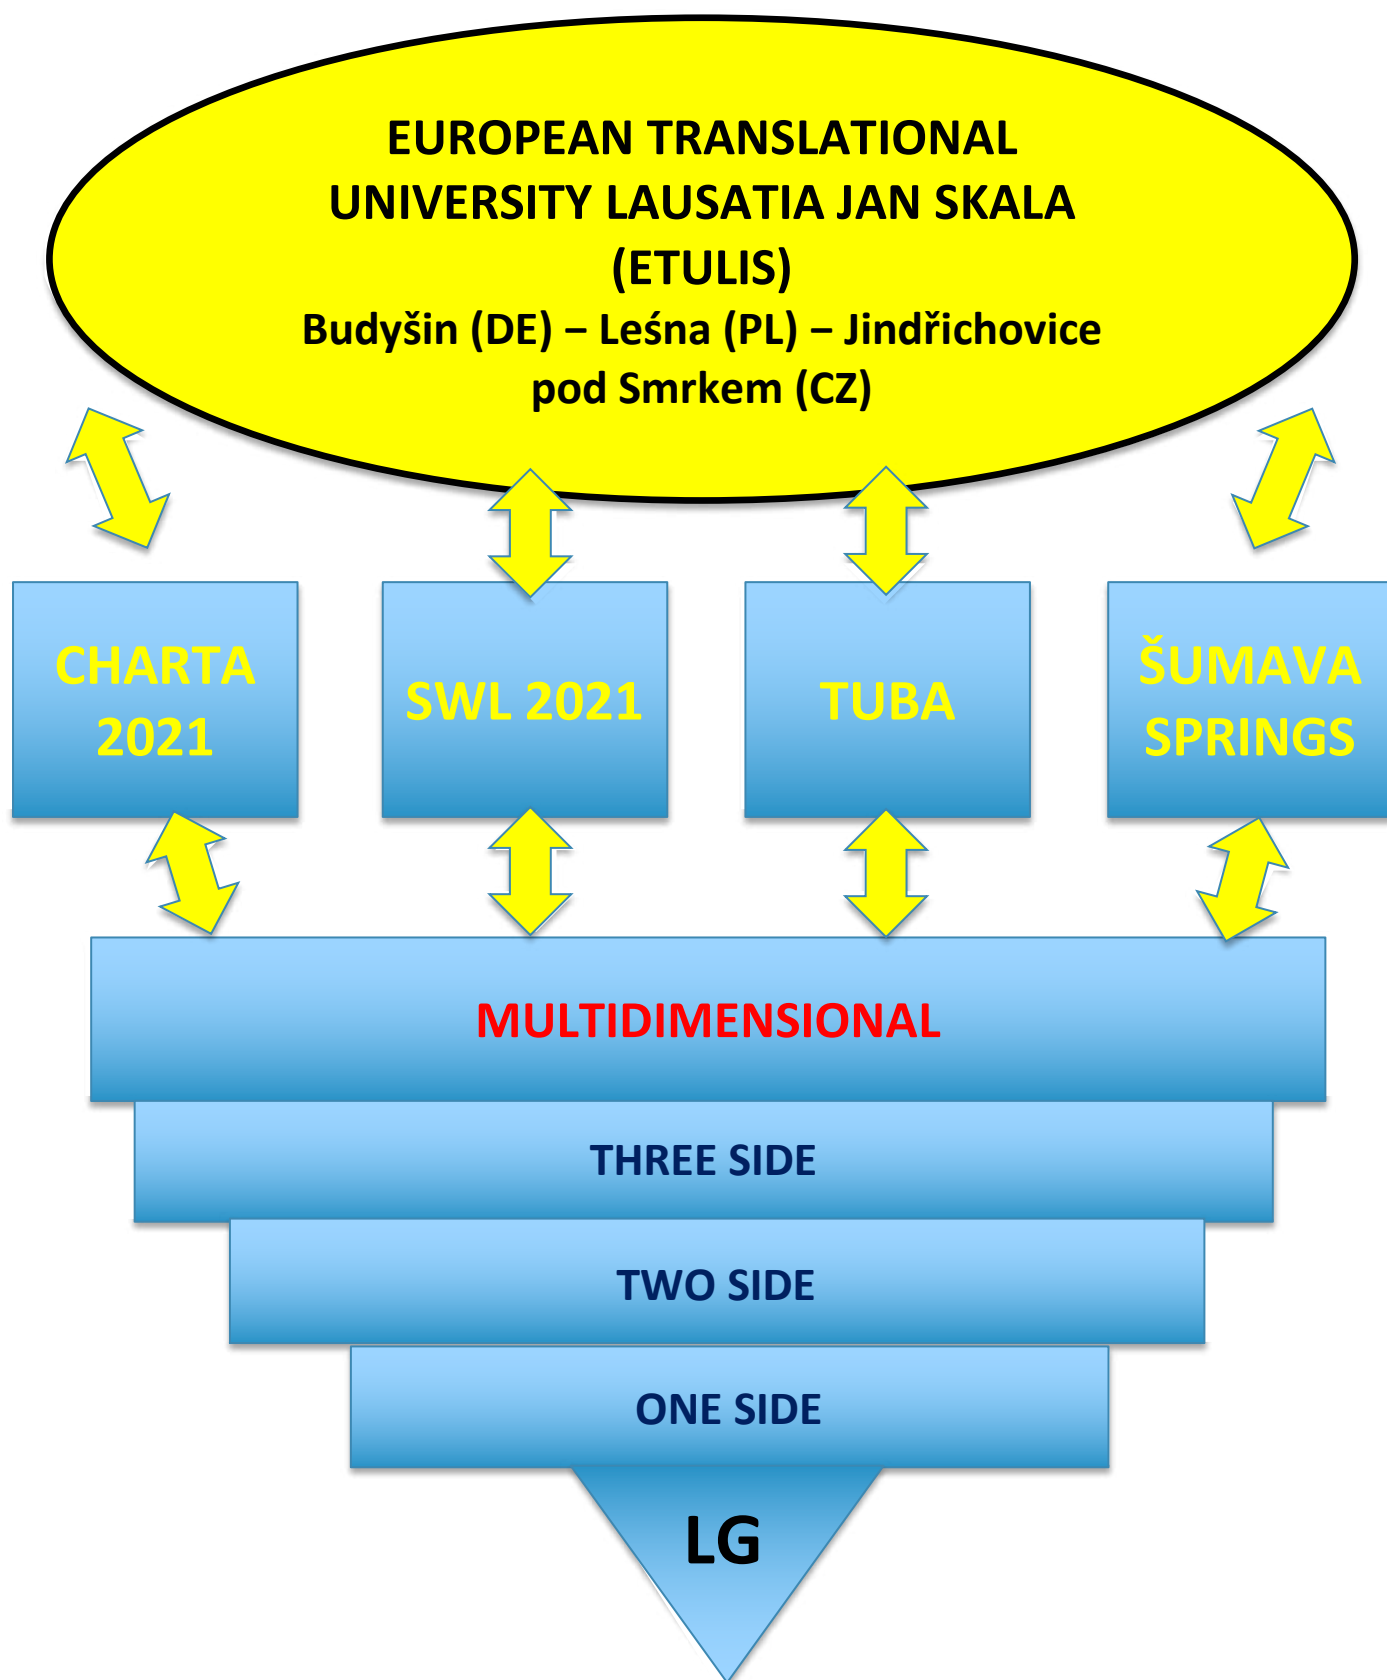 EUROPEAN TRANSLATIONAL
UNIVERSITY LAUSATIA JAN SKALA
(ETULIS)
Budyšin (DE) – Leśna (PL) – Jindřichovice
pod Smrkem (CZ)
CHARTA
2021
SWL 2021
TUBA
ŠUMAVA
SPRINGS
MULTIDIMENSIONAL
THREE SIDE
TWO SIDE
ONE SIDE
LG